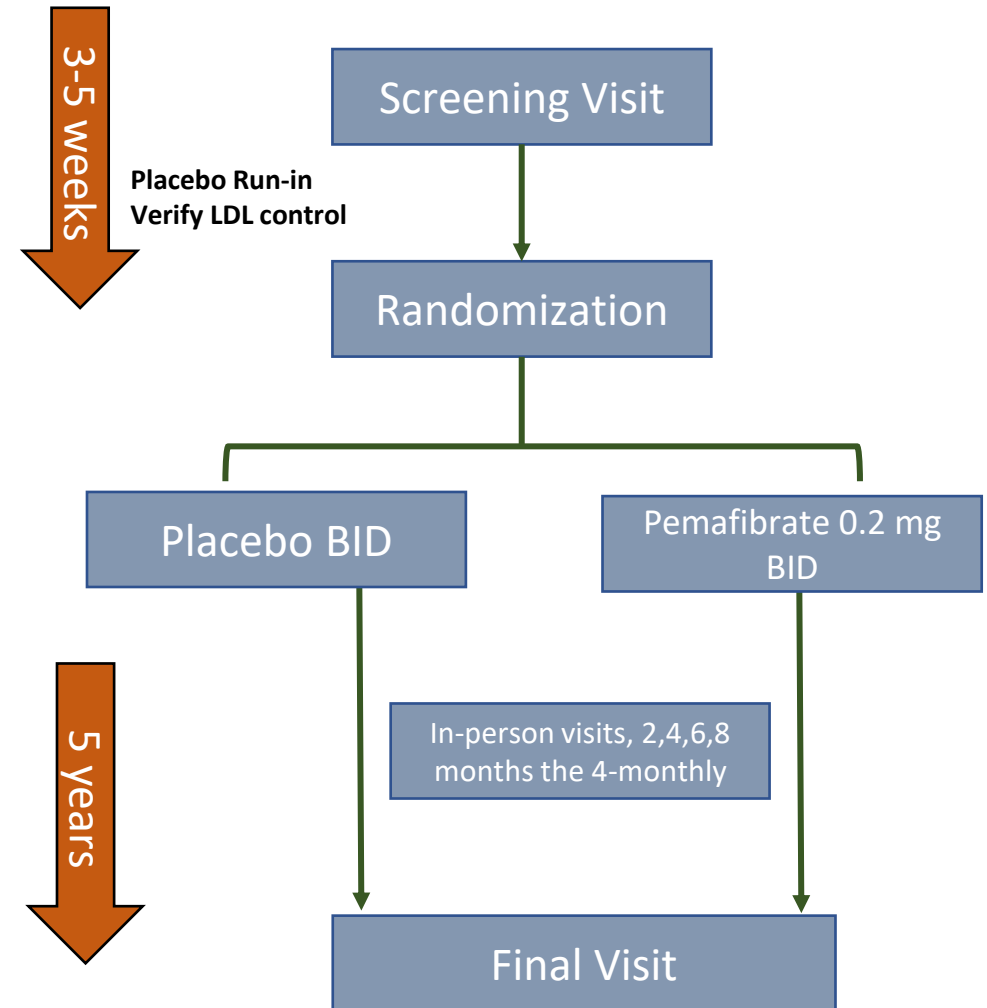 3-5 weeks
Screening Visit
Placebo Run-in
Verify LDL control
Randomization
Placebo BID
Pemafibrate 0.2 mg
BID
5 years
In-person visits, 2,4,6,8
months the 4-monthly
Final Visit